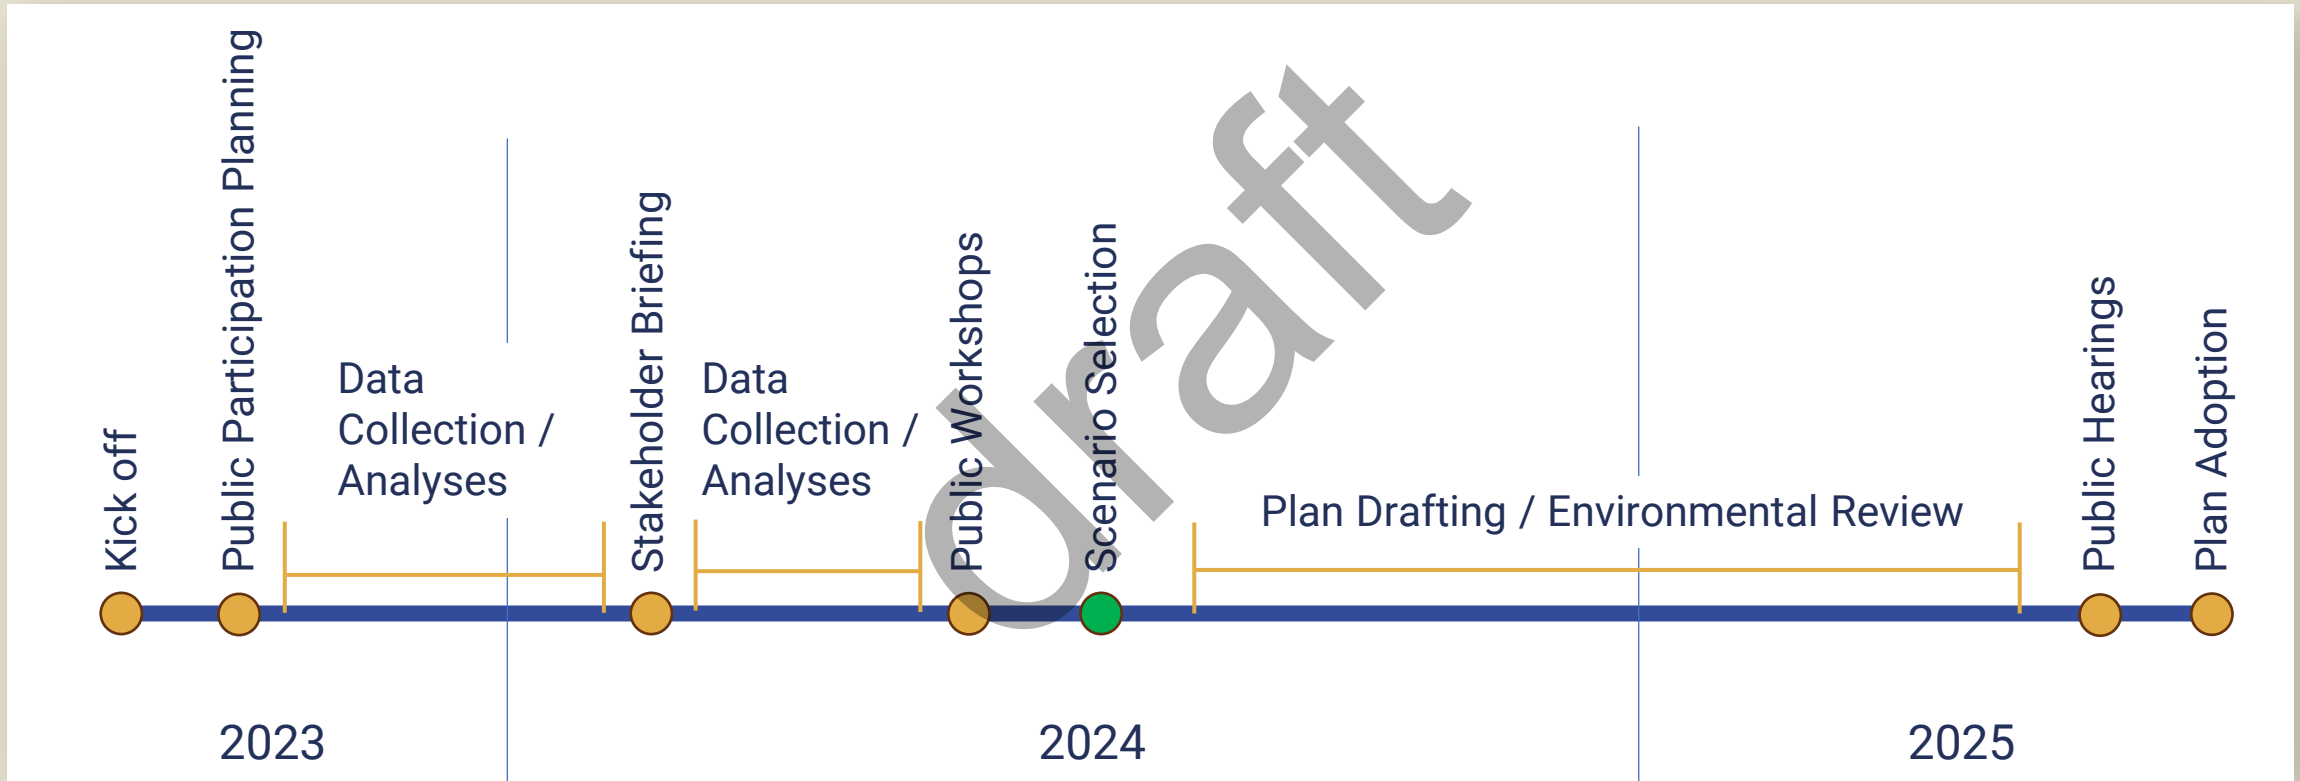 Kick off
Public Participation Planning
Data
Collection /
Analyses
Stakeholder Briefing
Data
Collection /
Analyses
Public Workshops
Scenario Selection
Plan Drafting / Environmental Review
Public Hearings
Plan Adoption
draft
2023
2024
2025